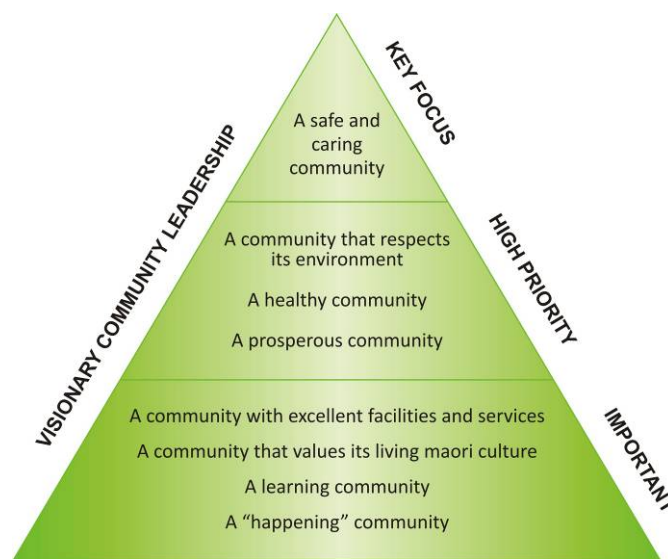 KEY FOCUS
A safe and
caring
community
VISIONARY COMMUNITY LEADERSHIP
HIGH PRIORITY
A community that respects
its environment
A healthy community
A prosperous community
IMPORTANT
A community with excellent facilities and services
A community that values its living maori culture
A learning community
A “happening” community